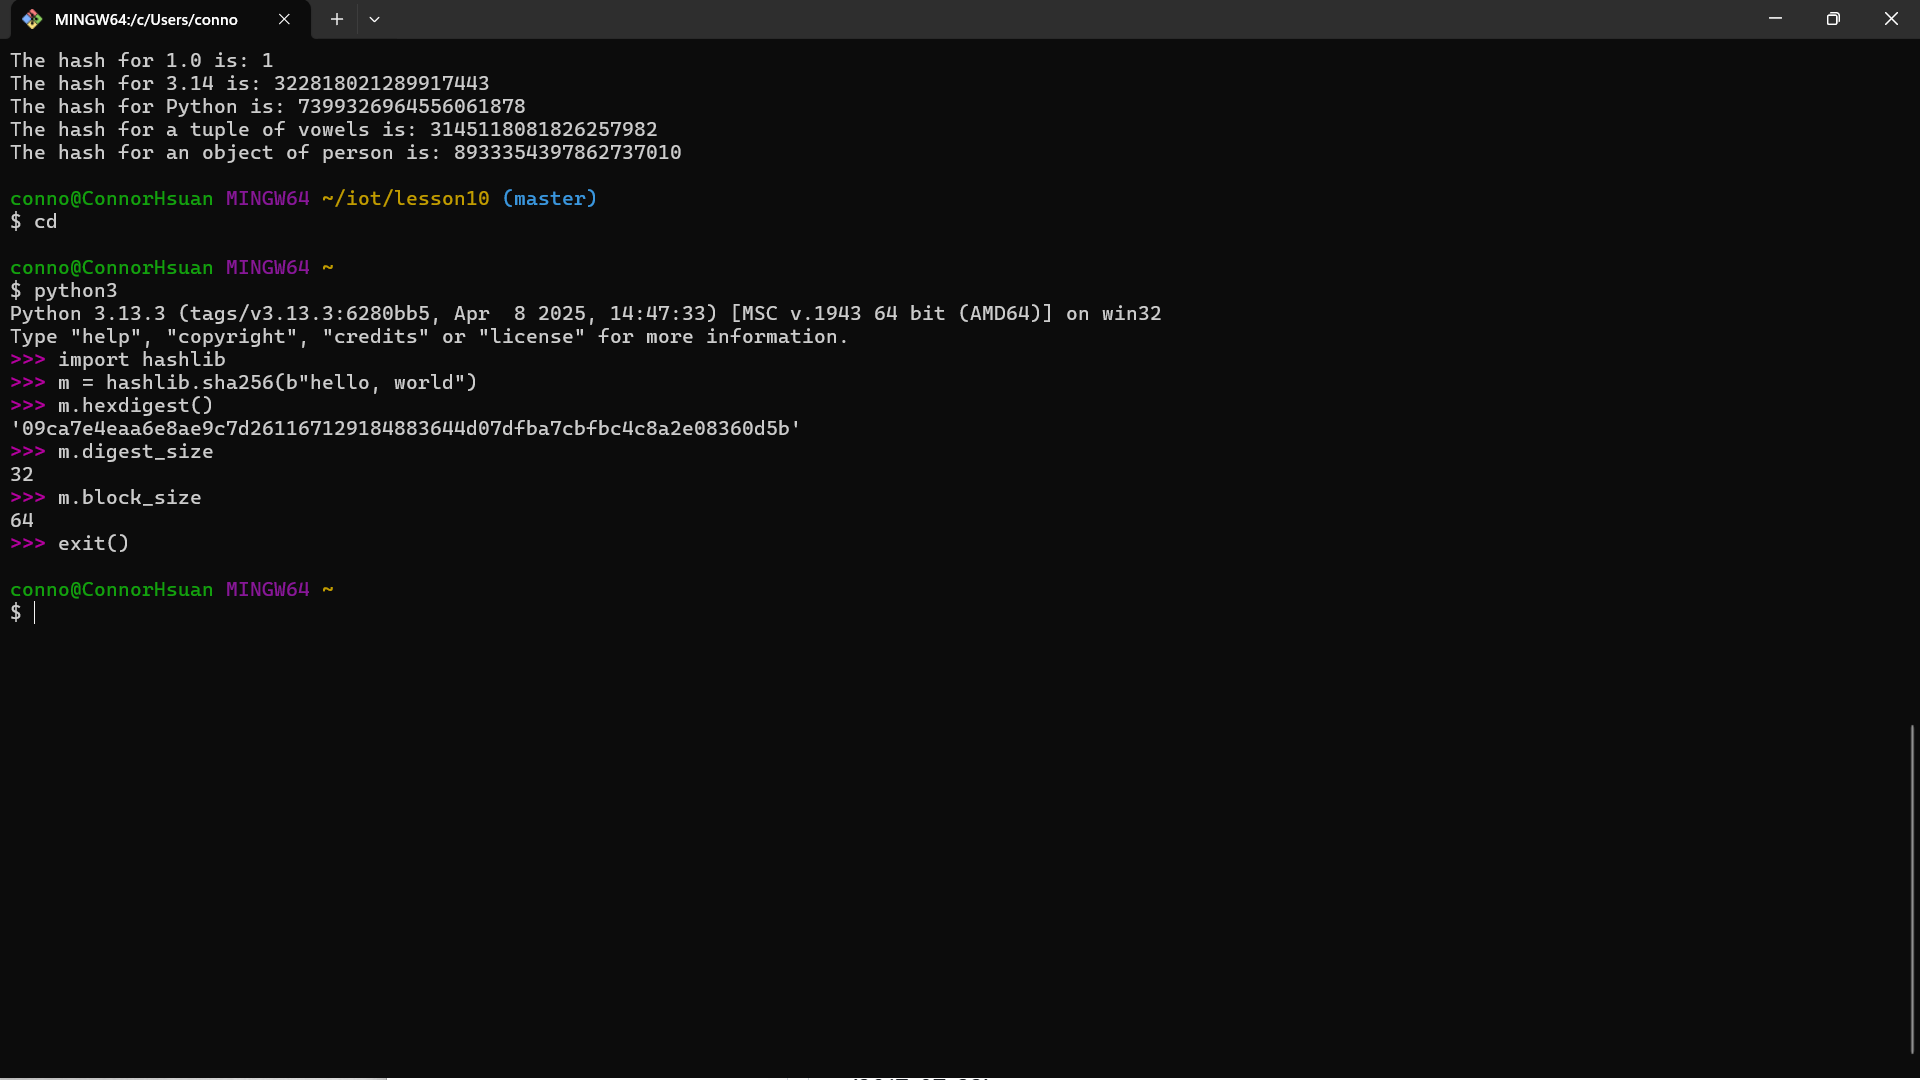 MINGW64:/c/Users/conno
The hash for 1.0 is: 1
The hash for 3.14 is: 322818021289917443
The hash for Python is: 7399326964556061878
The hash for a tuple of vowels is: 3145118081826257982
The hash for an object of person is: 8933354397862737010
conno@ConnorHsuan MINGW64 ~/iot/lesson10 (master)
$ cd
conno@ConnorHsuan MINGW64 ~
$ python3
Python 3.13.3 (tags/v3.13.3:6280bb5, Apr  8 2025, 14:47:33) [MSC v.1943 64 bit (AMD64)] on win32
Type "help", "copyright", "credits" or "license" for more information.
>>> import hashlib
>>> m = hashlib.sha256(b"hello, world")
>>> m.hexdigest()
'09ca7e4eaa6e8ae9c7d261167129184883644d07dfba7cbfbc4c8a2e08360d5b'
>>> m.digest_size
32
>>> m.block_size
64
>>> exit()
conno@ConnorHsuan MINGW64 ~
$